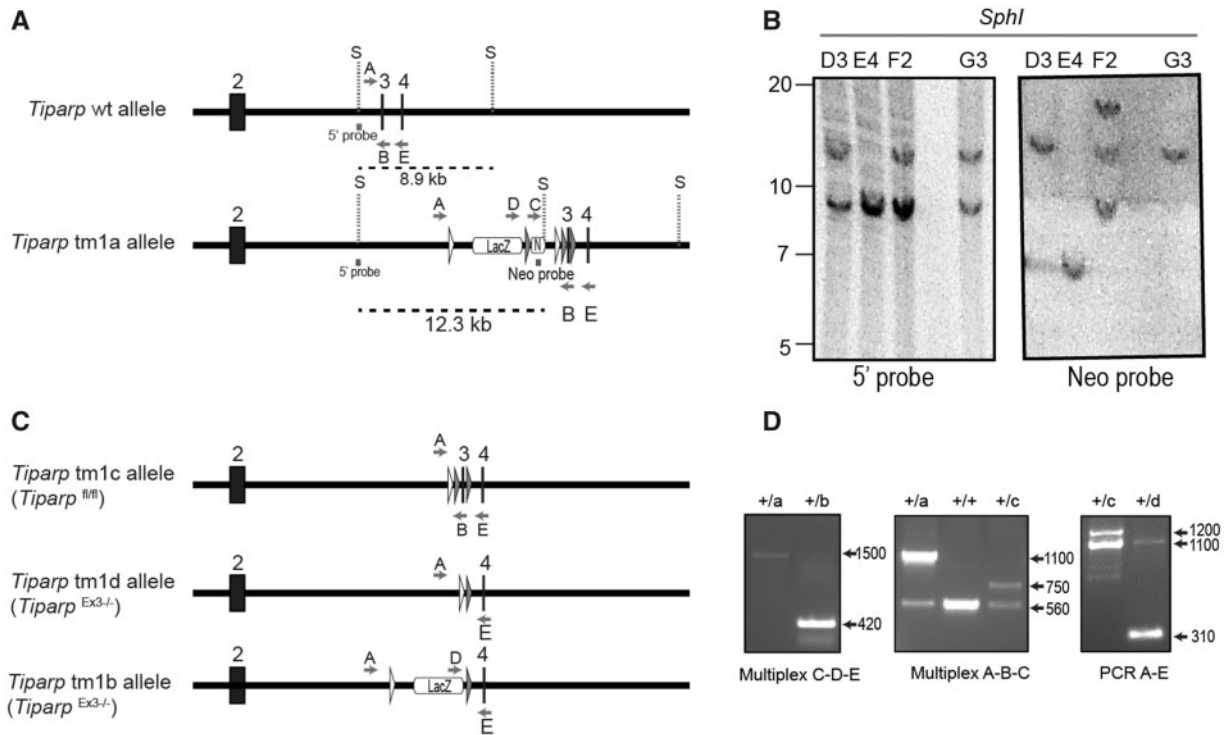 A
Tiparp wt allele
2
S
A
3 4
S
5' probe
B E
8.9 kb
Tiparp tm1a allele
2
S
A
D C
S
3 4
S
LacZ
N
5' probe
Neo probe
12.3 kb
B E
B
SphI
D3 E4 F2 G3
D3 E4 F2 G3
20
10
7
5
5' probe
Neo probe
C
Tiparp tm1c allele
(Tiparp fl/fl)
2
A
3 4
B E
Tiparp tm1d allele
(Tiparp Ex3-/-)
2
A
4
E
Tiparp tm1b allele
(Tiparp Ex3-/-)
2
A
D
4
LacZ
E
D
+/a +/b
1500
420
Multiplex C-D-E
+/a +/+ +/c
1100
750
560
Multiplex A-B-C
+/c +/d
1200
1100
310
PCR A-E